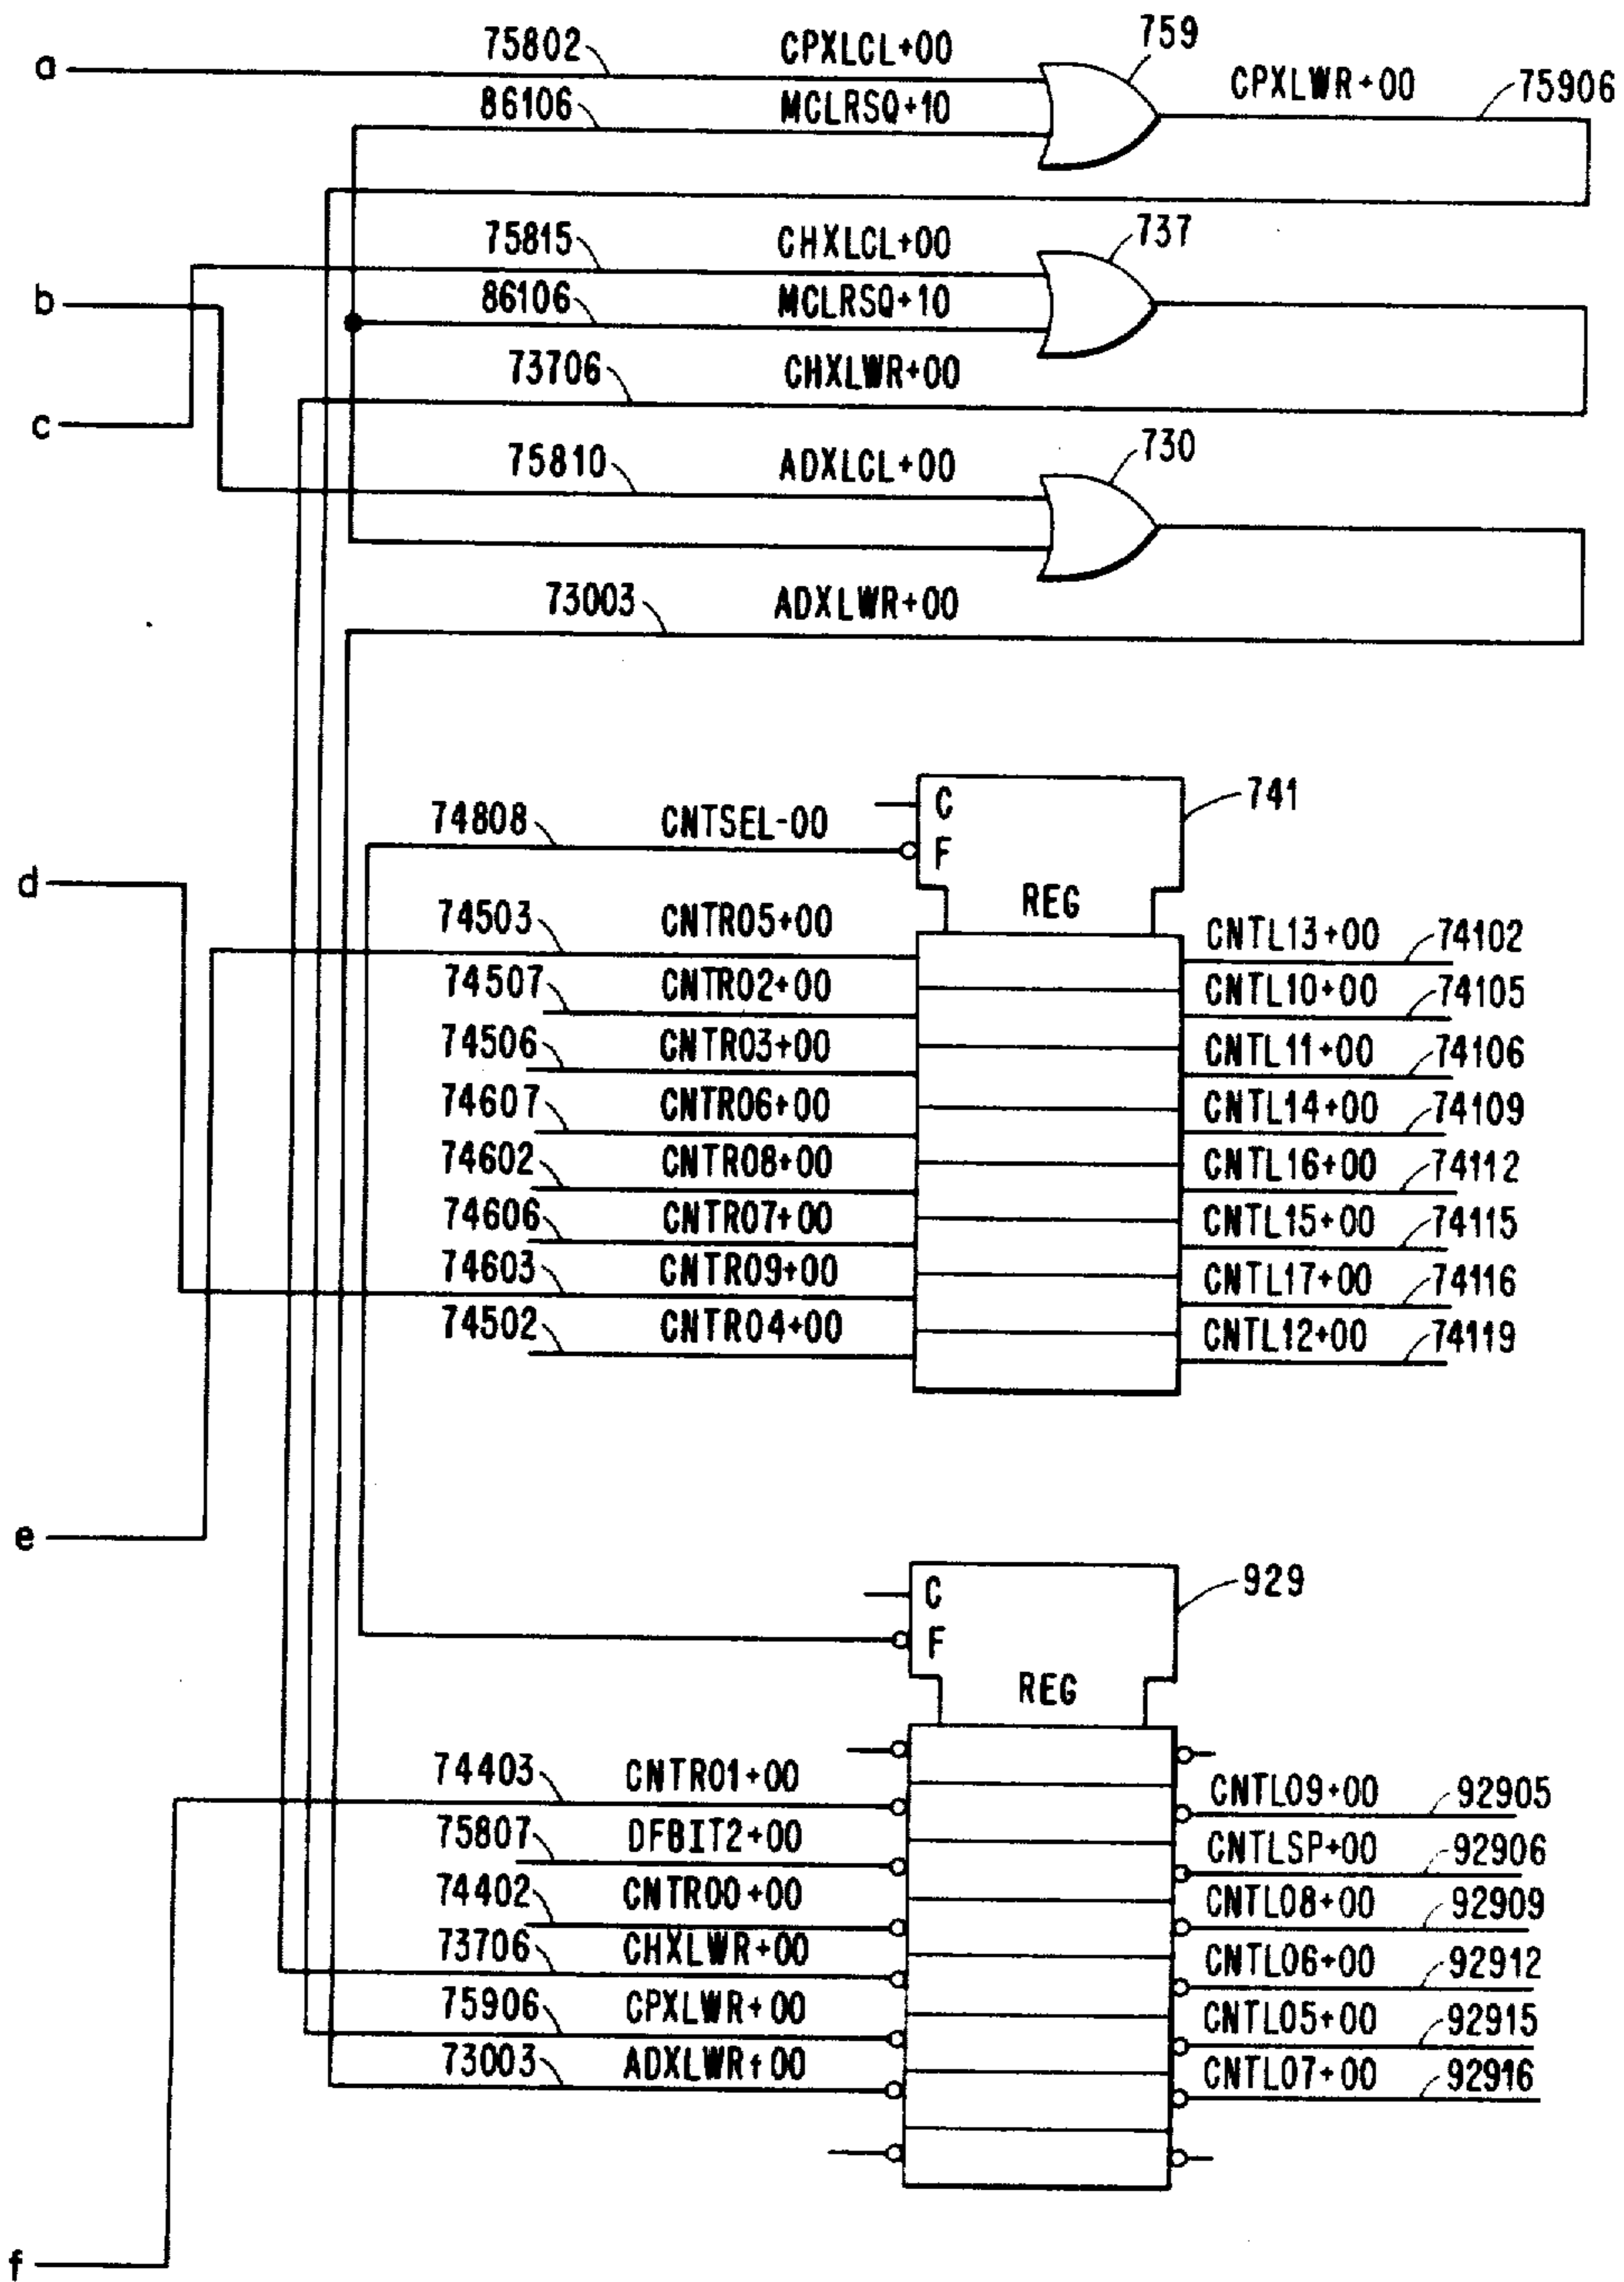 75802 CPXLCL+00 759
a CPXLWR+00 75906
86106 MCLRSQ+10
75815 CHXLCL+00 737
b 86106 MCLRSQ+10
73706 CHXLWR+00
c
75810 ADXLCL+00 730
73003 ADXLWR+00
C 741
74808 CNTSEL-00 F
d
REG
74503 CNTR05+00 CNTL13+00 74102
74507 CNTR02+00 CNTL10+00 74105
74506 CNTR03+00 CNTL11+00 74106
74607 CNTR06+00 CNTL14+00 74109
74602 CNTR08+00 CNTL16+00 74112
74606 CNTR07+00 CNTL15+00 74115
74603 CNTR09+00 CNTL17+00 74116
74502 CNTR04+00 CNTL12+00 74119
e
C 929
F
REG
74403 CNTR01+00 CNTL09+00 92905
75807 DFBIT2+00 CNTLSP+00 92906
74402 CNTR00+00 CNTL08+00 92909
73706 CHXLWR+00 CNTL06+00 92912
75906 CPXLWR+00 CNTL05+00 92915
73003 ADXLWR+00 CNTL07+00 92916
f